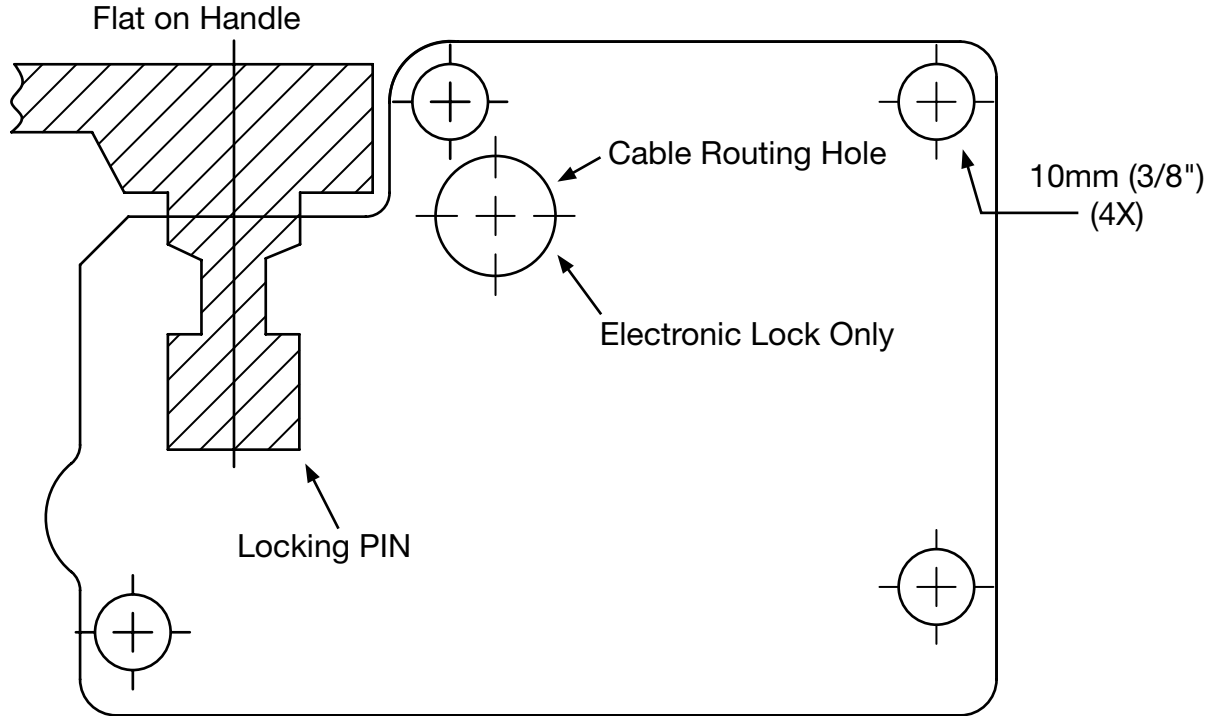 Flat on Handle
Cable Routing Hole
10mm (3/8")
(4X)
Electronic Lock Only
Locking PIN